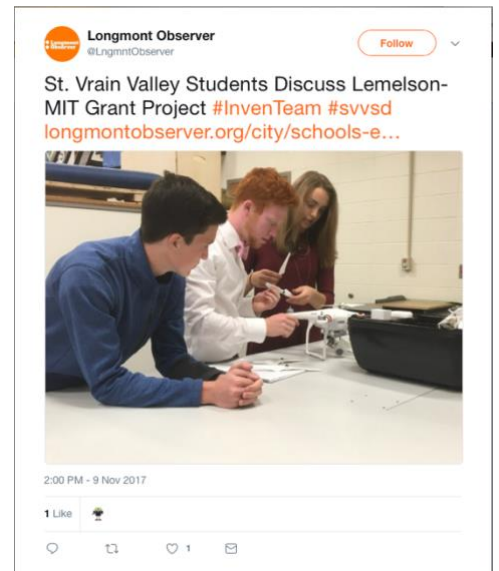 Longmont Observer
@LngmntObserver
Follow
St. Vrain Valley Students Discuss Lemelson-
MIT Grant Project #InvenTeam #svvsd
longmontobserver.org/city/schools-e…
2:00 PM - 9 Nov 2017
1 Like
1